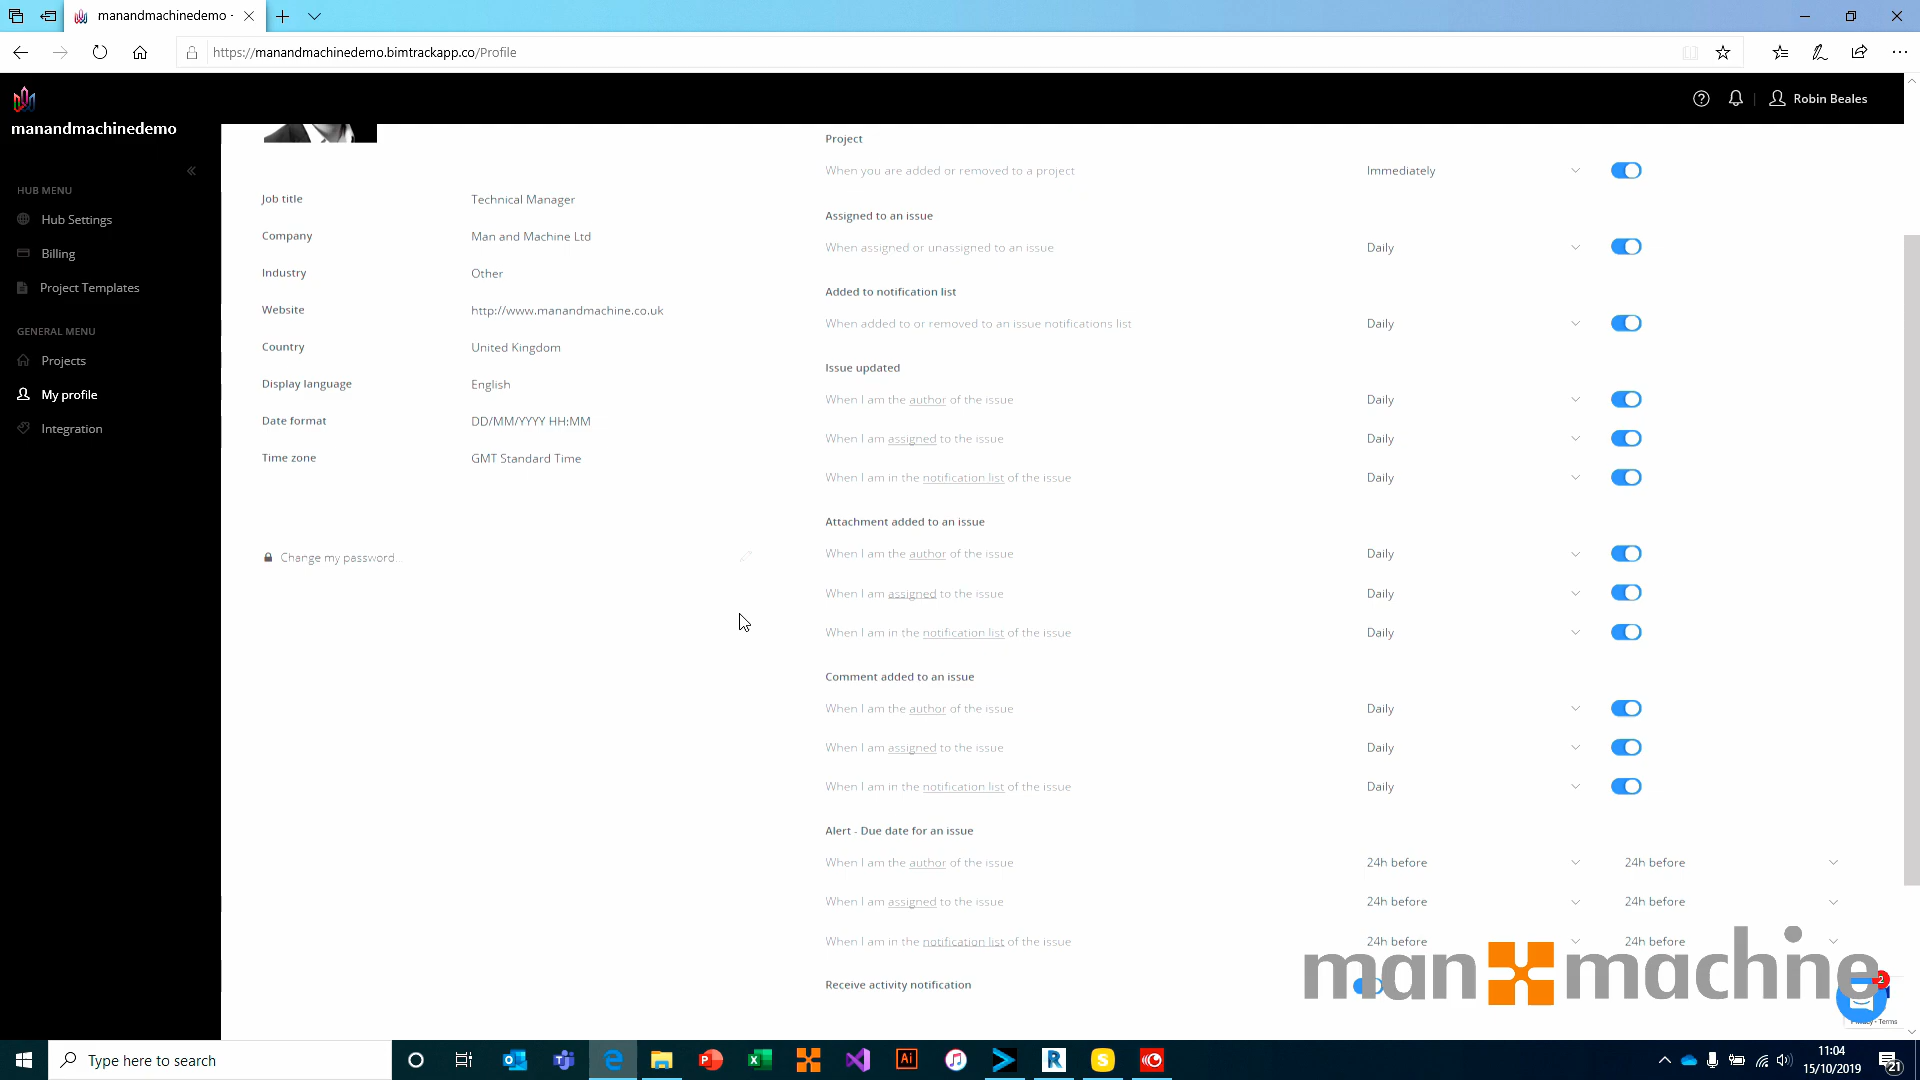 manandmachinedemo -
https://manandmachinedemo.bimtrackapp.co/Profile
manandmachinedemo
Robin Beales
HUB MENU
Hub Settings
Billing
Project Templates
GENERAL MENU
Projects
My profile
Integration
Job title Technical Manager
Company Man and Machine Ltd
Industry Other
Website http://www.manandmachine.co.uk
Country United Kingdom
Display language English
Date format DD/MM/YYYY HH:MM
Time zone GMT Standard Time
Change my password..
Project
When you are added or removed to a project Immediately
Assigned to an issue
When assigned or unassigned to an issue Daily
Added to notification list
When added to or removed to an issue notifications list Daily
Issue updated
When I am the author of the issue Daily
When I am assigned to the issue Daily
When I am in the notification list of the issue Daily
Attachment added to an issue
When I am the author of the issue Daily
When I am assigned to the issue Daily
When I am in the notification list of the issue Daily
Comment added to an issue
When I am the author of the issue Daily
When I am assigned to the issue Daily
When I am in the notification list of the issue Daily
Alert - Due date for an issue
When I am the author of the issue 24h before 24h before
When I am assigned to the issue 24h before 24h before
When I am in the notification list of the issue 24h before 24h before
Receive activity notification
man machine
2
Privacy - Terms
Type here to search
11:04
15/10/2019
21